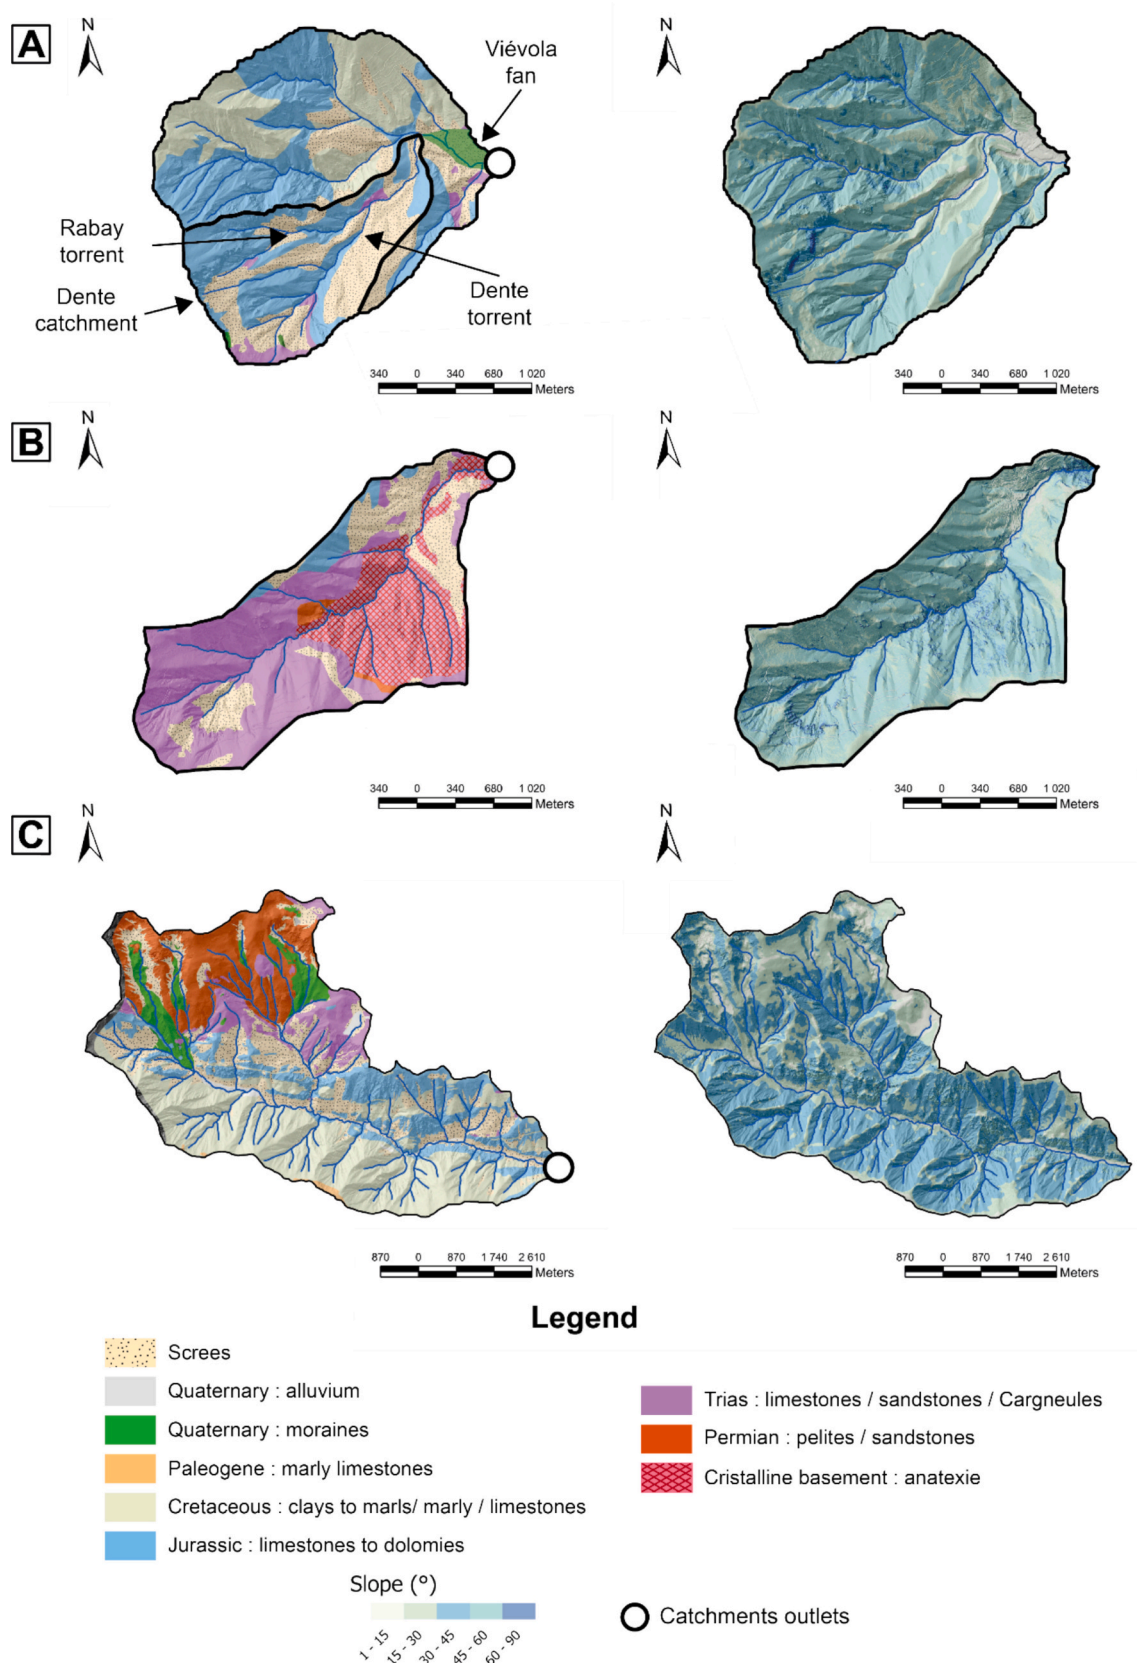 A
N
N
Viévola
fan
Rabay
torrent
Dente
catchment
Dente
torrent
340 0 340 680 1 020
Meters
340 0 340 680 1 020
Meters
B
N
N
340 0 340 680 1 020
Meters
340 0 340 680 1 020
Meters
C
N
N
870 0 870 1 740 2 610
Meters
870 0 870 1 740 2 610
Meters
Legend
Screes
Quaternary : alluvium
Quaternary : moraines
Paleogene : marly limestones
Cretaceous : clays to marls/ marly / limestones
Jurassic : limestones to dolomies
Trias : limestones / sandstones / Cargneules
Permian : pelites / sandstones
Cristalline basement : anatexie
Slope (°)
1 - 15
15 - 30
30 - 45
45 - 60
60 - 90
Catchments outlets